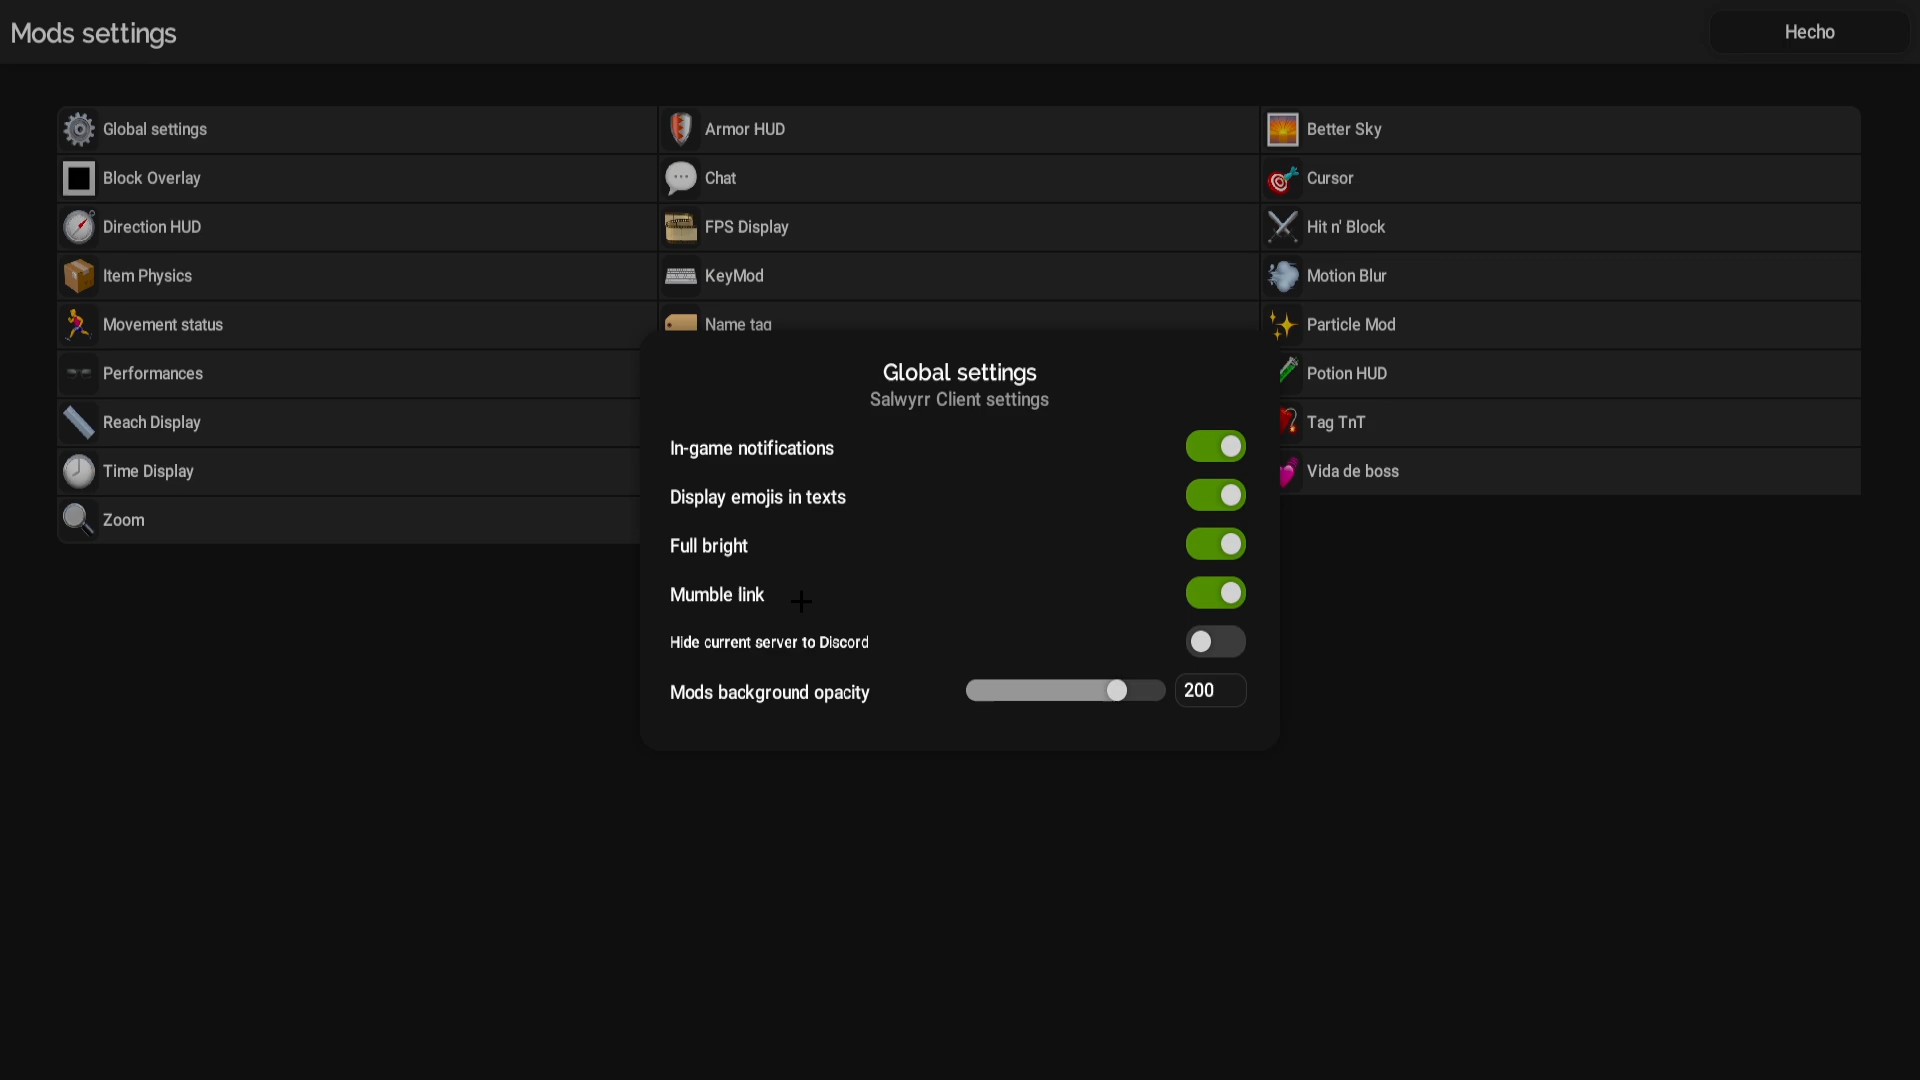 Mods settings
Hecho
Global settings
Armor HUD
Better Sky
Block Overlay
Chat
Cursor
Direction HUD
FPS Display
Hit n' Block
Item Physics
KeyMod
Motion Blur
Movement status
Name tag
Particle Mod
Performances
Potion HUD
Reach Display
Tag TnT
Time Display
Vida de boss
Zoom
Global settings
Salwyrr Client settings
In-game notifications
Display emojis in texts
Full bright
Mumble link
Hide current server to Discord
Mods background opacity
200